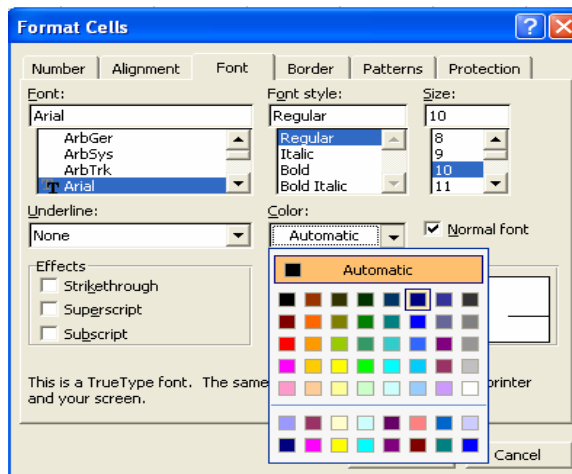 Format Cells
Number Alignment Font Border Patterns Protection
Font: Font style: Size:
Arial Regular 10
ArbGer Regular 8
ArbSys Italic 9
ArbTrk Bold 10
Arial Bold Italic 11
Underline: Color:
None Automatic Normal font
Effects Automatic
Strikethrough
Superscript
Subscript
This is a TrueType font. The same printer
and your screen.
Cancel